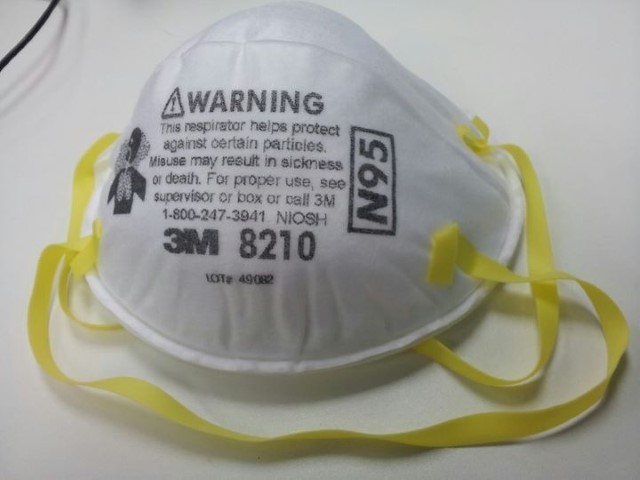 ⚠WARNING
This respirator helps protect
against certain particles.
Misuse may result in sickness
or death. For proper use, see
supervisor or box or call 3M
1-800-247-3941 NIOSH
3M 8210
N95
LOT# 49082